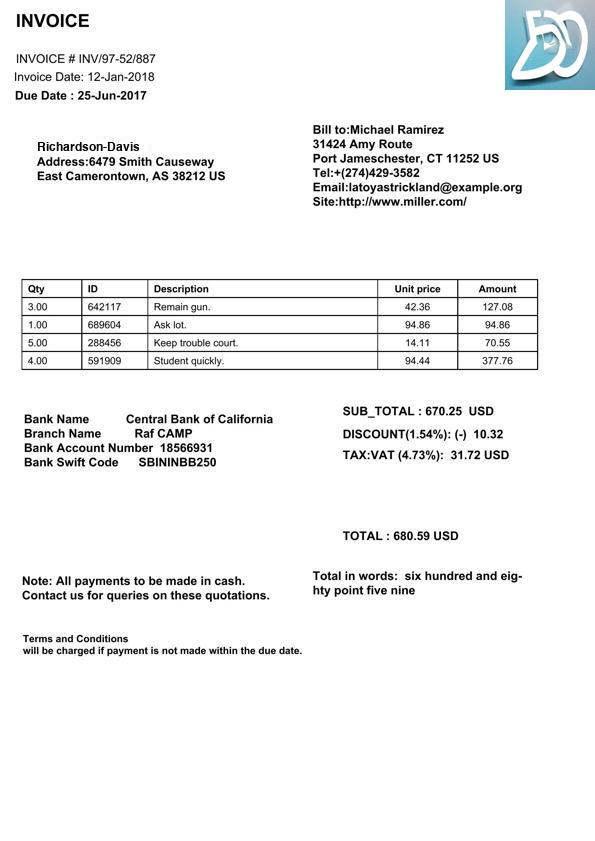 INVOICE
INVOICE # INV/97-52/887
Invoice Date: 12-Jan-2018
Due Date : 25-Jun-2017
Richardson-Davis
Address:6479 Smith Causeway
East Camerontown, AS 38212 US
Bill to:Michael Ramirez
31424 Amy Route
Port Jameschester, CT 11252 US
Tel:+(274)429-3582
Email:latoyastrickland@example.org
Site:http://www.miller.com/
Qty ID Description Unit price Amount
3.00 642117 Remain gun. 42.36 127.08
1.00 689604 Ask lot. 94.86 94.86
5.00 288456 Keep trouble court. 14.11 70.55
4.00 591909 Student quickly. 94.44 377.76
Bank Name Central Bank of California
Branch Name Raf CAMP
Bank Account Number 18566931
Bank Swift Code SBININBB250
SUB_TOTAL : 670.25 USD
DISCOUNT(1.54%): (-) 10.32
TAX:VAT (4.73%): 31.72 USD
TOTAL : 680.59 USD
Total in words: six hundred and eig-
hty point five nine
Note: All payments to be made in cash.
Contact us for queries on these quotations.
Terms and Conditions
will be charged if payment is not made within the due date.